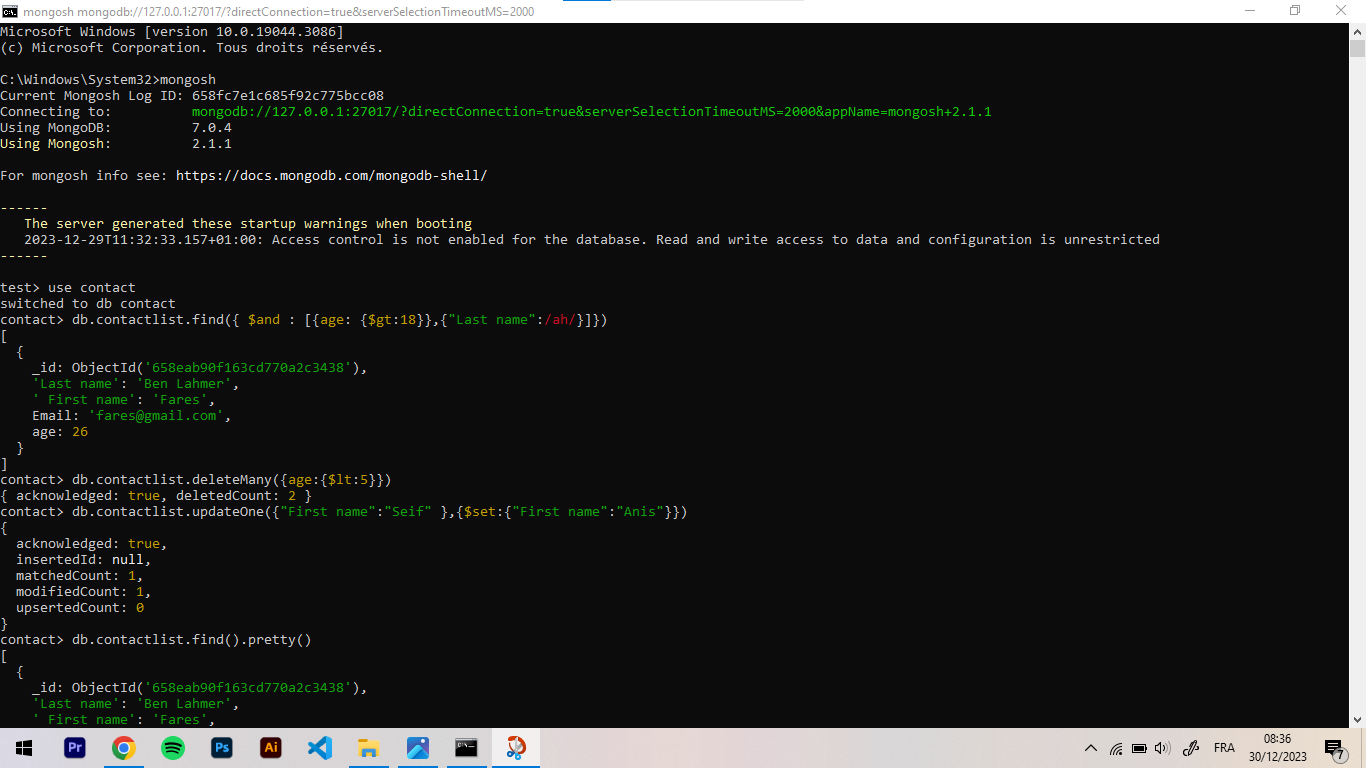 mongosh mongodb://127.0.0.1:27017/?directConnection=true&serverSelectionTimeoutMS=2000
Microsoft Windows [version 10.0.19044.3086]
(c) Microsoft Corporation. Tous droits réservés.
C:\Windows\System32>mongosh
Current Mongosh Log ID: 658fc7e1c685f92c775bcc08
Connecting to:          mongodb://127.0.0.1:27017/?directConnection=true&serverSelectionTimeoutMS=2000&appName=mongosh+2.1.1
Using MongoDB:          7.0.4
Using Mongosh:          2.1.1
For mongosh info see: https://docs.mongodb.com/mongodb-shell/
------
   The server generated these startup warnings when booting
   2023-12-29T11:32:33.157+01:00: Access control is not enabled for the database. Read and write access to data and configuration is unrestricted
------
test> use contact
switched to db contact
contact> db.contactlist.find({ $and : [{age: {$gt:18}},{"Last name":/ah/}]})
[
  {
    _id: ObjectId('658eab90f163cd770a2c3438'),
    'Last name': 'Ben Lahmer',
    ' First name': 'Fares',
    Email: 'fares@gmail.com',
    age: 26
  }
]
contact> db.contactlist.deleteMany({age:{$lt:5}})
{ acknowledged: true, deletedCount: 2 }
contact> db.contactlist.updateOne({"First name":"Seif" },{$set:{"First name":"Anis"}})
{
  acknowledged: true,
  insertedId: null,
  matchedCount: 1,
  modifiedCount: 1,
  upsertedCount: 0
}
contact> db.contactlist.find().pretty()
[
  {
    _id: ObjectId('658eab90f163cd770a2c3438'),
    'Last name': 'Ben Lahmer',
    ' First name': 'Fares',
Pr
Ps
Ai
FRA
08:36
30/12/2023
7